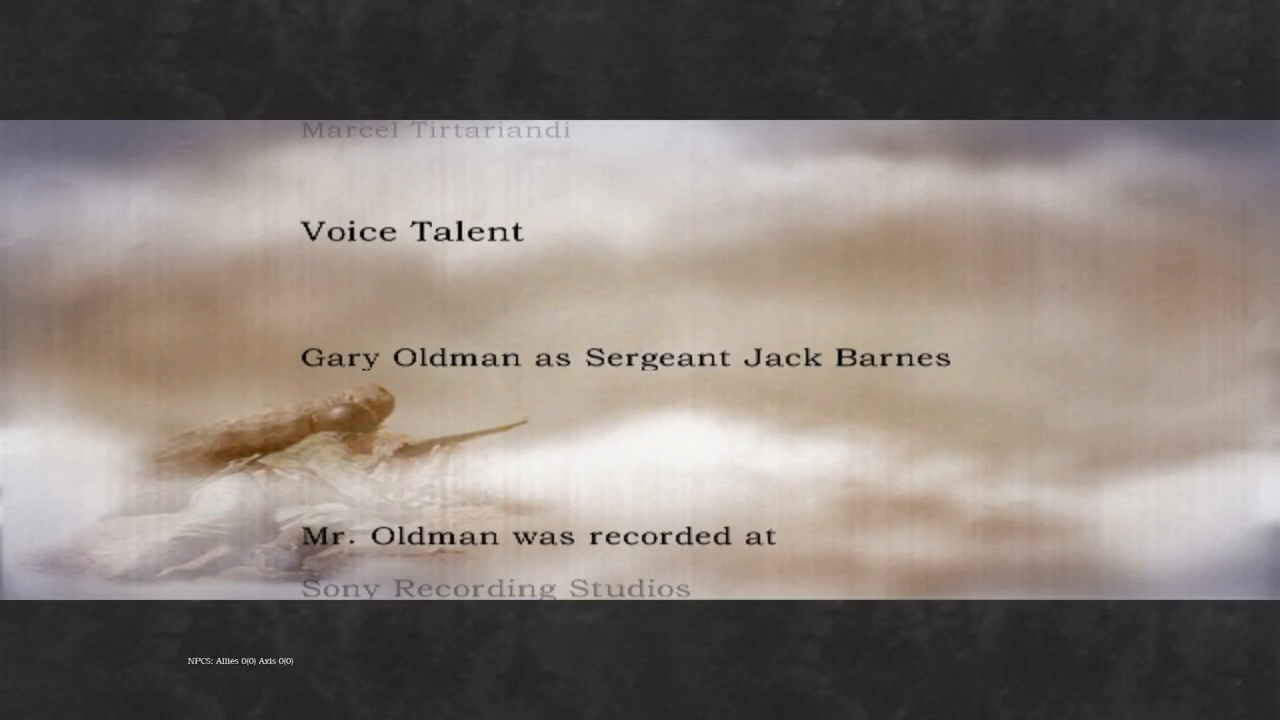 Marcel Tirtariandi
Voice Talent
Gary Oldman as Sergeant Jack Barnes
Mr. Oldman was recorded at
Sony Recording Studios
NPCS: Allies 0(0) Axis 0(0)